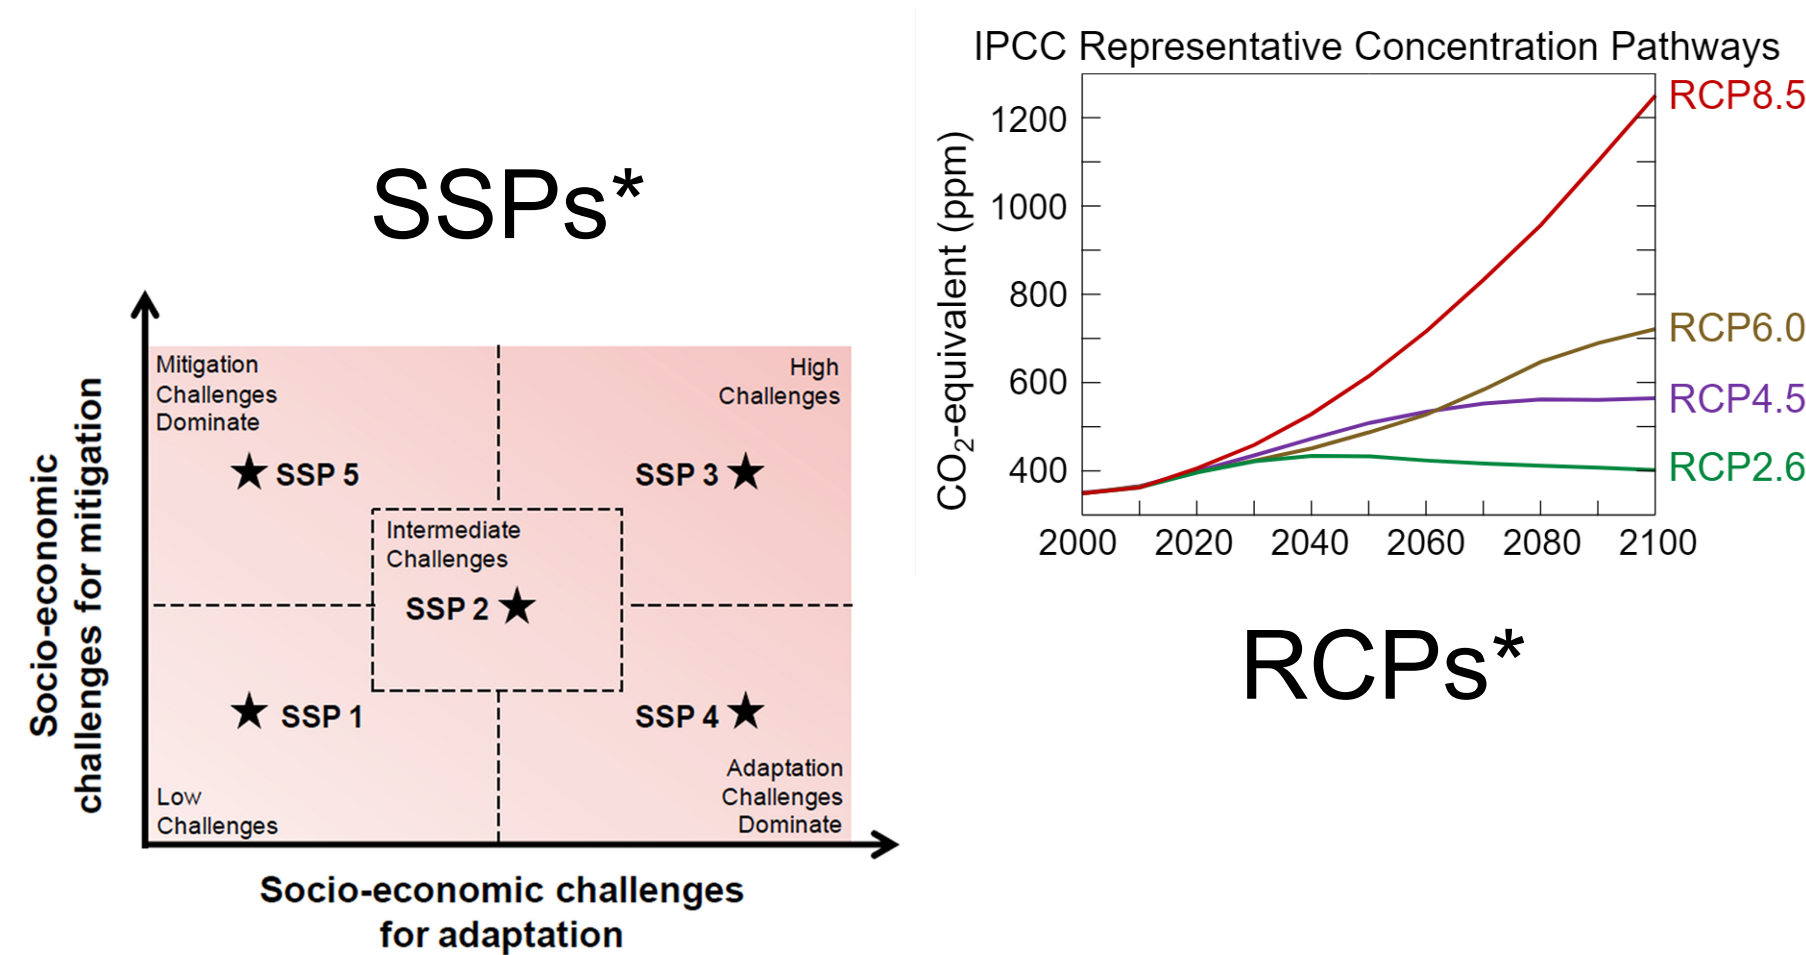 SSPs*
Socio-economic
challenges for mitigation
Mitigation
Challenges
Dominate
High
Challenges
SSP 5
SSP 3
Intermediate
Challenges
SSP 2
SSP 1
SSP 4
Low
Challenges
Adaptation
Challenges
Dominate
Socio-economic challenges
for adaptation
IPCC Representative Concentration Pathways
CO₂-equivalent (ppm)
1200
1000
800
600
400
2000 2020 2040 2060 2080 2100
RCP8.5
RCP6.0
RCP4.5
RCP2.6
RCPs*